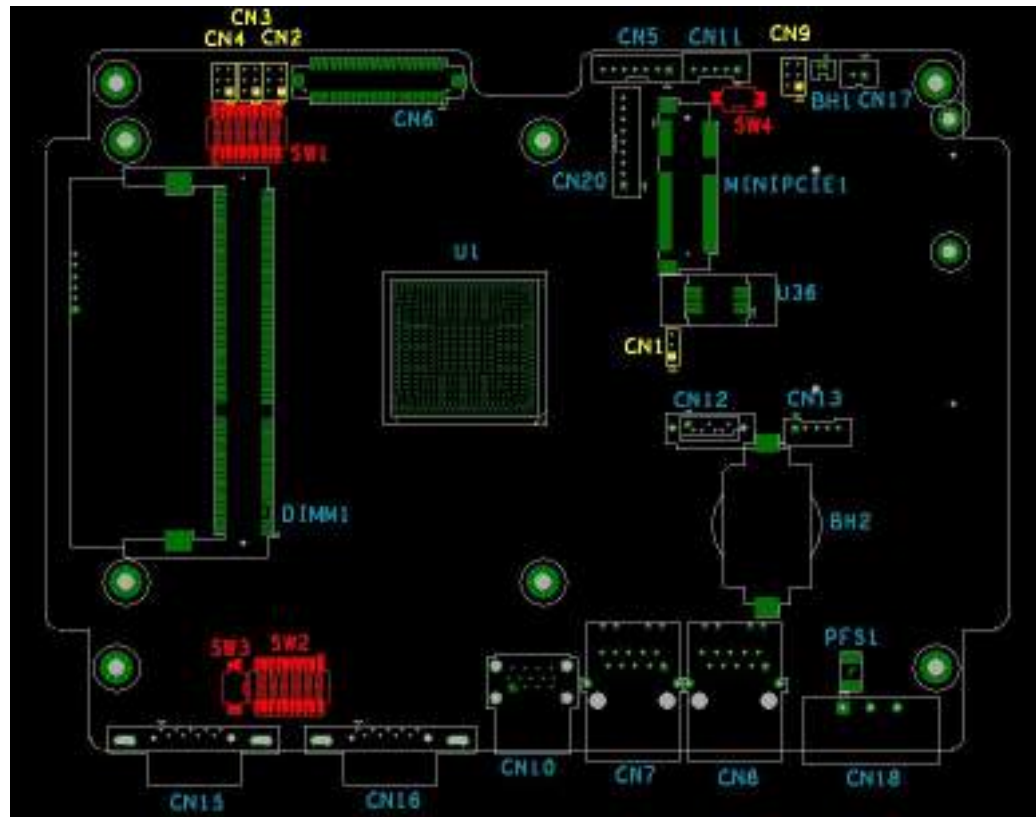 CN3
CN4 CN2
CN5 CN11 CN9
CN6
BH1 CN17
SW1
SW4
CN20
MINIPCIE1
U1
U36
CN1
CN12 CN13
DIMM1
BH2
SW3 SW2
PFS1
CN10
CN7
CN8
CN18
CN15
CN16